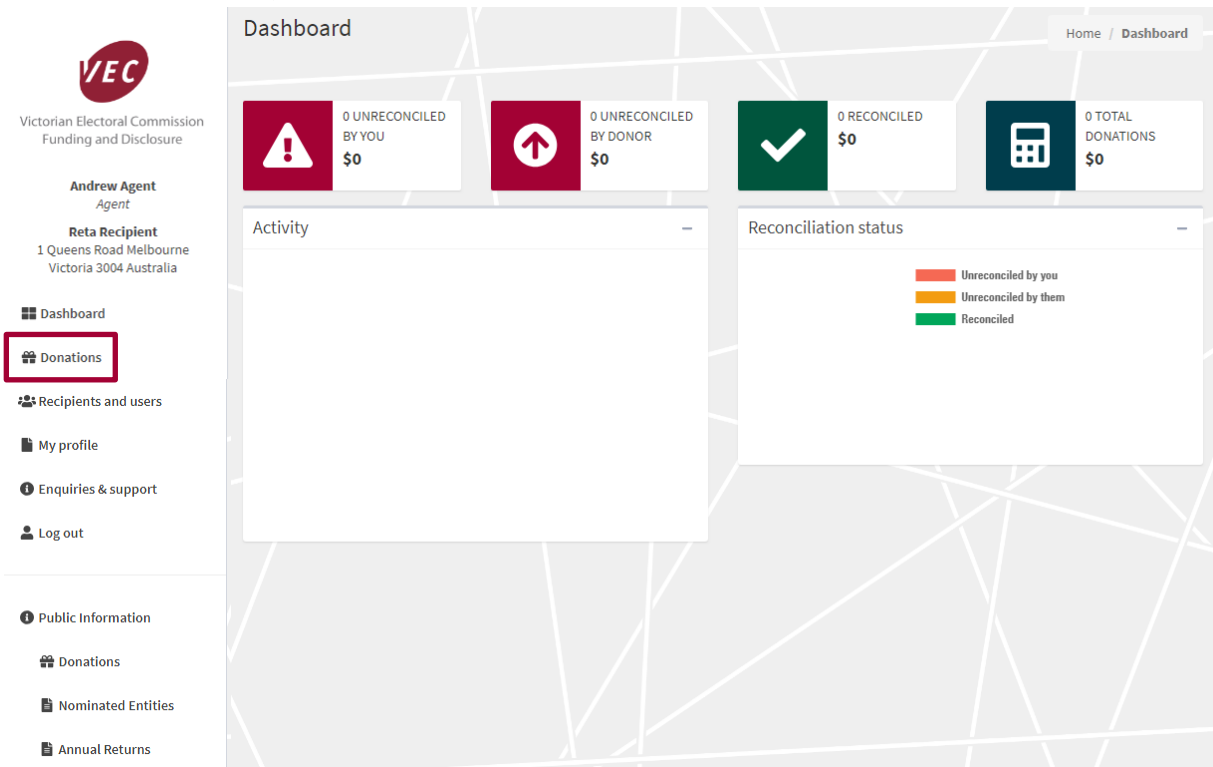 VEC
Victorian Electoral Commission
Funding and Disclosure
Andrew Agent
Agent
Reta Recipient
1 Queens Road Melbourne
Victoria 3004 Australia
Dashboard
Donations
Recipients and users
My profile
Enquiries & support
Log out
Public Information
Donations
Nominated Entities
Annual Returns
Dashboard
Home / Dashboard
0 UNRECONCILED
BY YOU
$0
0 UNRECONCILED
BY DONOR
$0
0 RECONCILED
$0
0 TOTAL
DONATIONS
$0
Activity
Reconciliation status
Unreconciled by you
Unreconciled by them
Reconciled